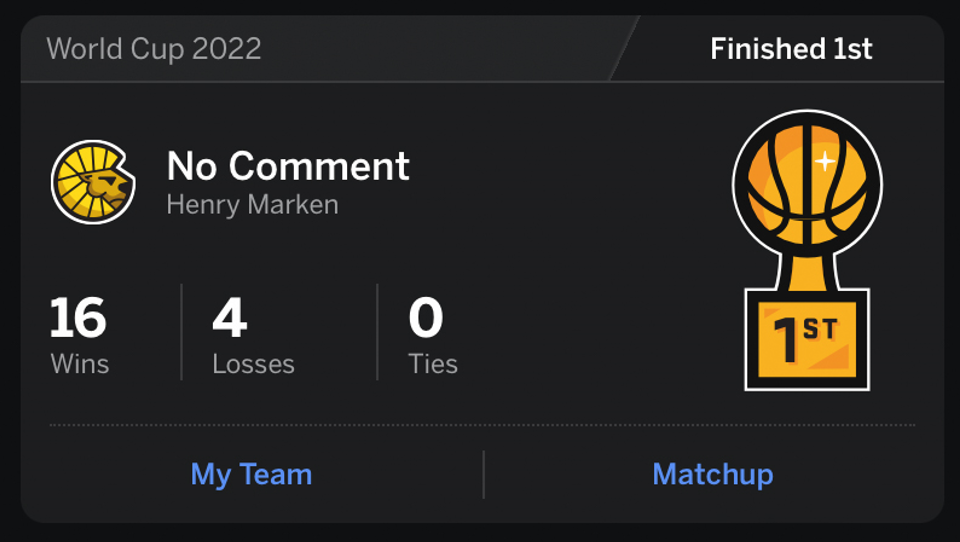 World Cup 2022
Finished 1st
No Comment
Henry Marken
16
Wins
4
Losses
0
Ties
1ST
My Team
Matchup